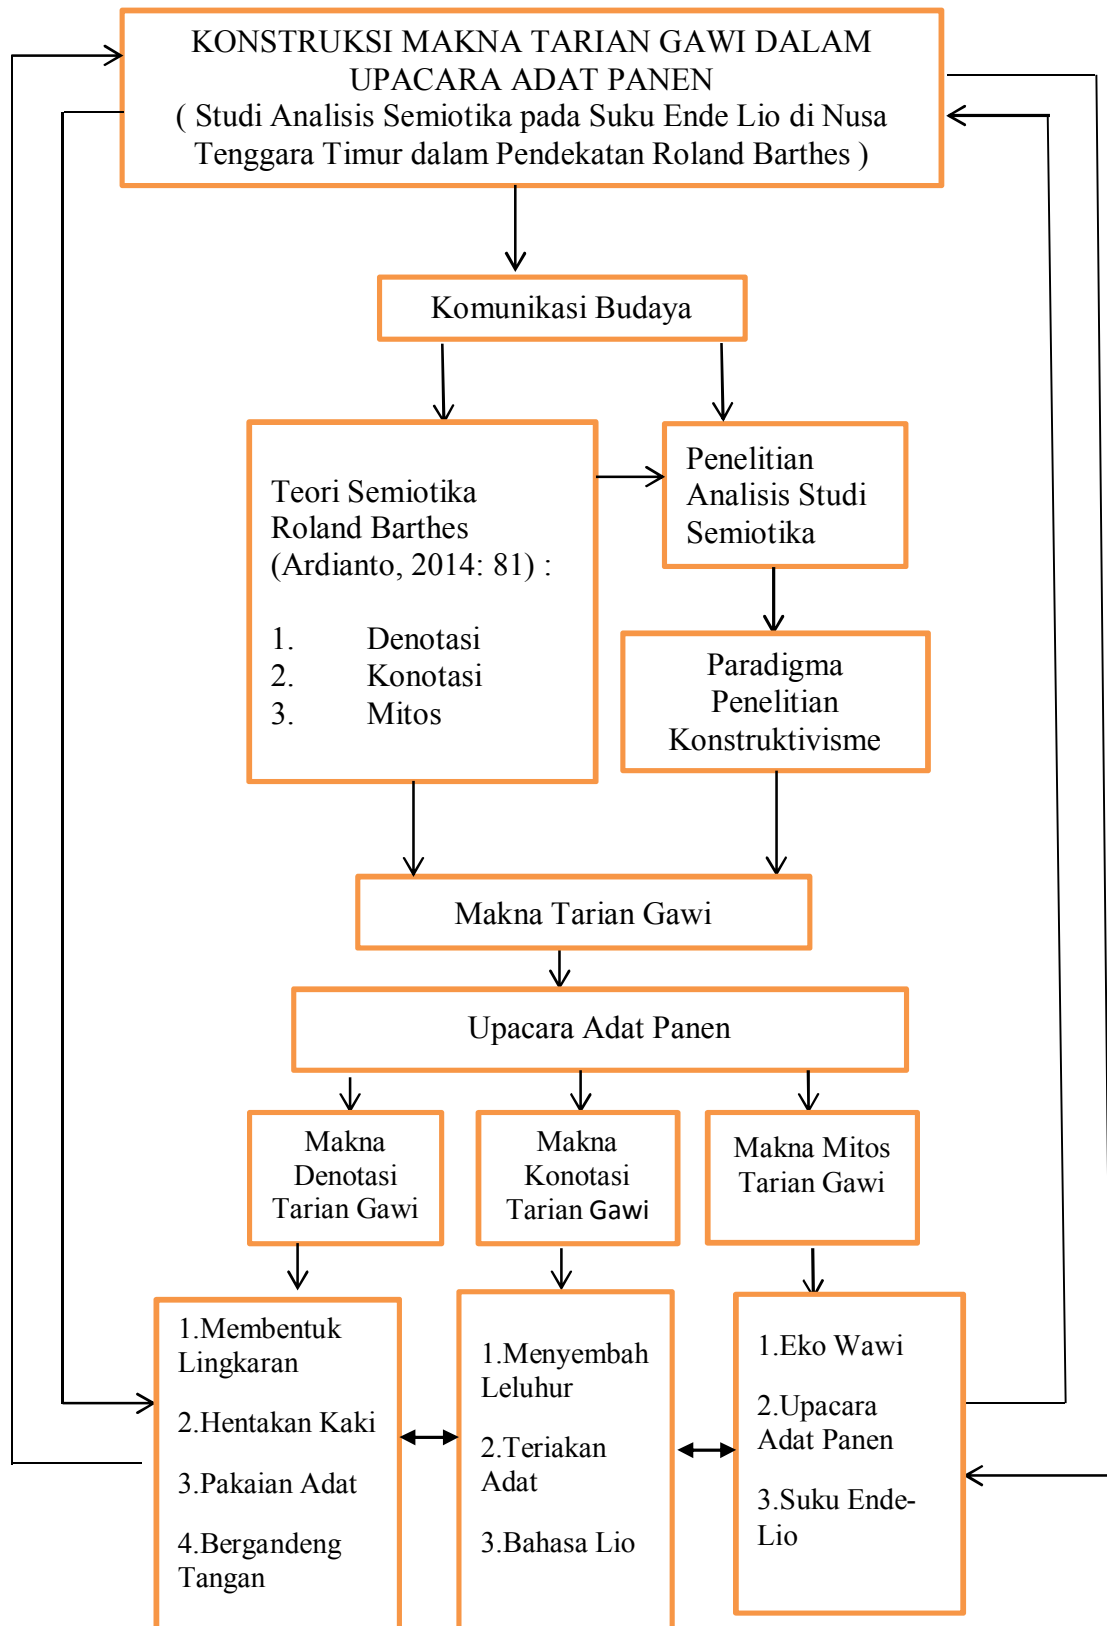 KONSTRUKSI MAKNA TARIAN GAWI DALAM
UPACARA ADAT PANEN
( Studi Analisis Semiotika pada Suku Ende Lio di Nusa
Tenggara Timur dalam Pendekatan Roland Barthes )
Komunikasi Budaya
Teori Semiotika
Roland Barthes
(Ardianto, 2014: 81) :
1. Denotasi
2. Konotasi
3. Mitos
Penelitian
Analisis Studi
Semiotika
Paradigma
Penelitian
Konstruktivisme
Makna Tarian Gawi
Upacara Adat Panen
Makna
Denotasi
Tarian Gawi
Makna
Konotasi
Tarian Gawi
Makna Mitos
Tarian Gawi
1.Membentuk
Lingkaran
2.Hentakan Kaki
3.Pakaian Adat
4.Bergandeng
Tangan
1.Menyembah
Leluhur
2.Teriakan
Adat
3.Bahasa Lio
1.Eko Wawi
2.Upacara
Adat Panen
3.Suku Ende-
Lio